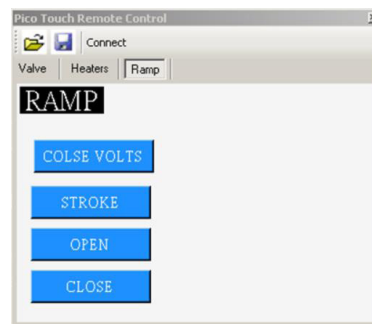 Pico Touch Remote Control
Connect
Valve Heaters Ramp
RAMP
COLSE VOLTS
STROKE
OPEN
CLOSE